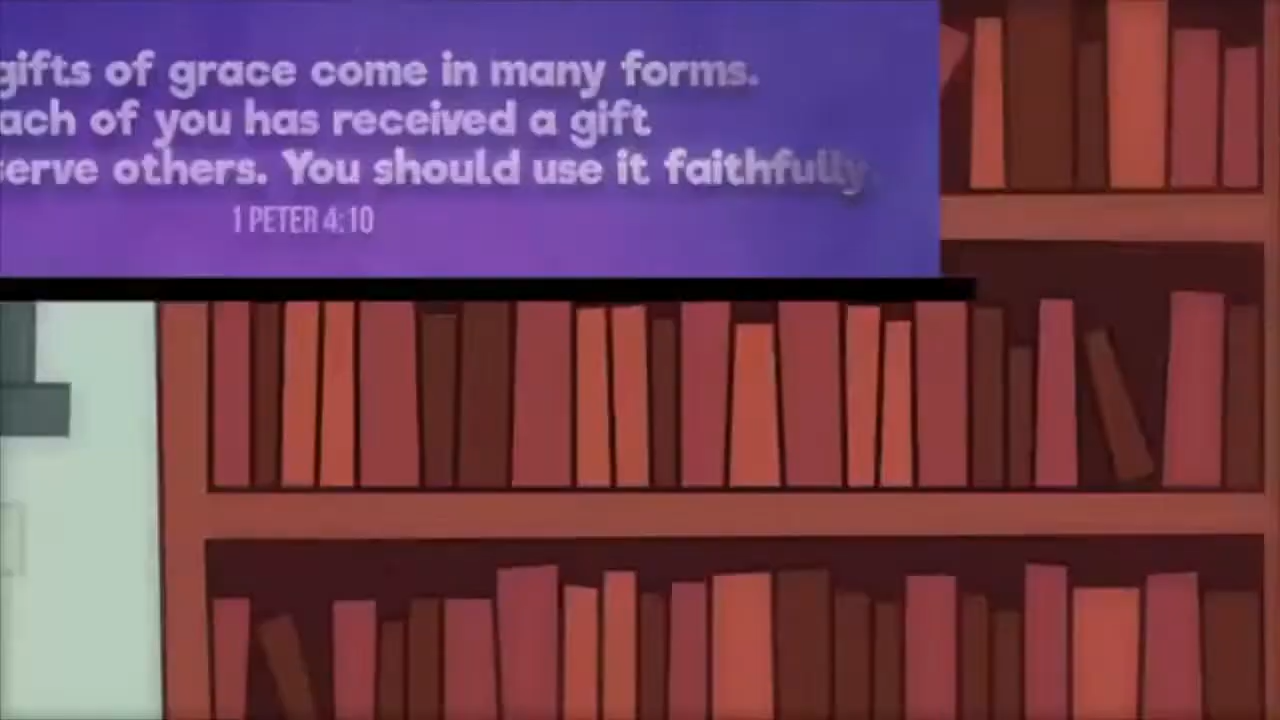 gifts of grace come in many forms.
ach of you has received a gift
serve others. You should use it faithfully
1 PETER 4:10